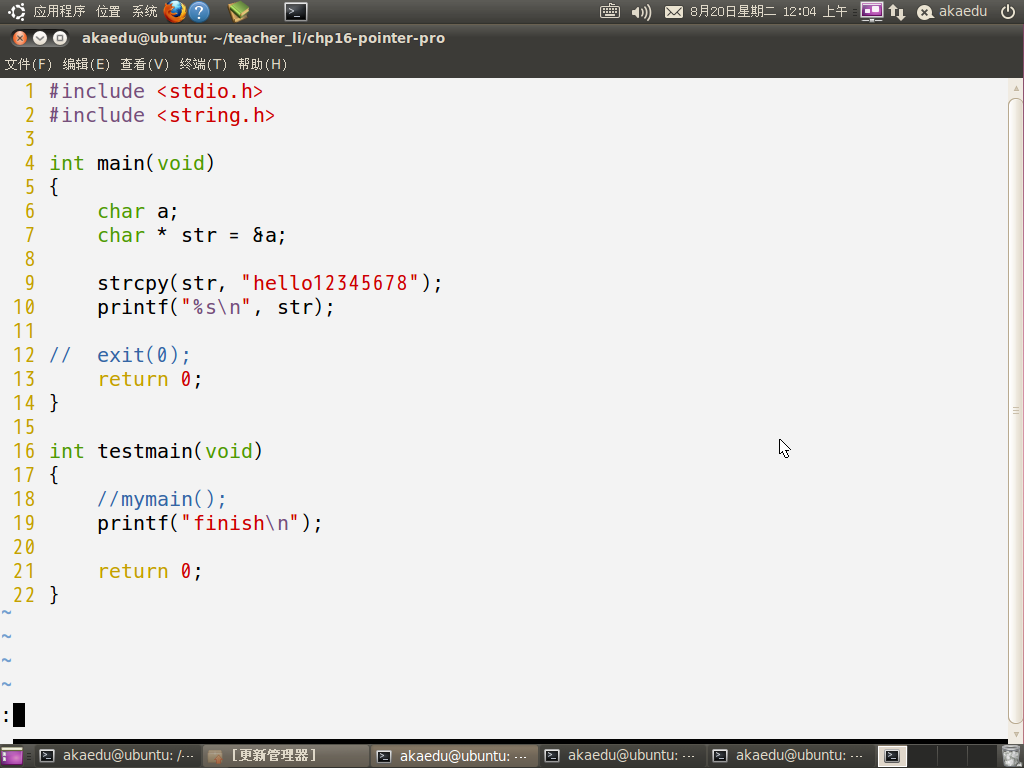 应用程序 位置 系统 8月20日星期二 12:04 上午 akaedu
akaedu@ubuntu: ~/teacher_li/chp16-pointer-pro
文件(F) 编辑(E) 查看(V) 终端(T) 帮助(H)
1 #include <stdio.h>
2 #include <string.h>
3
4 int main(void)
5 {
6     char a;
7     char * str = &a;
8
9     strcpy(str, "hello12345678");
10     printf("%s\n", str);
11
12 //  exit(0);
13     return 0;
14 }
15
16 int testmain(void)
17 {
18     //mymain();
19     printf("finish\n");
20
21     return 0;
22 }
~
~
~
~
:
akaedu@ubuntu: /··· [更新管理器] akaedu@ubuntu: ··· akaedu@ubuntu: ··· akaedu@ubuntu: ···